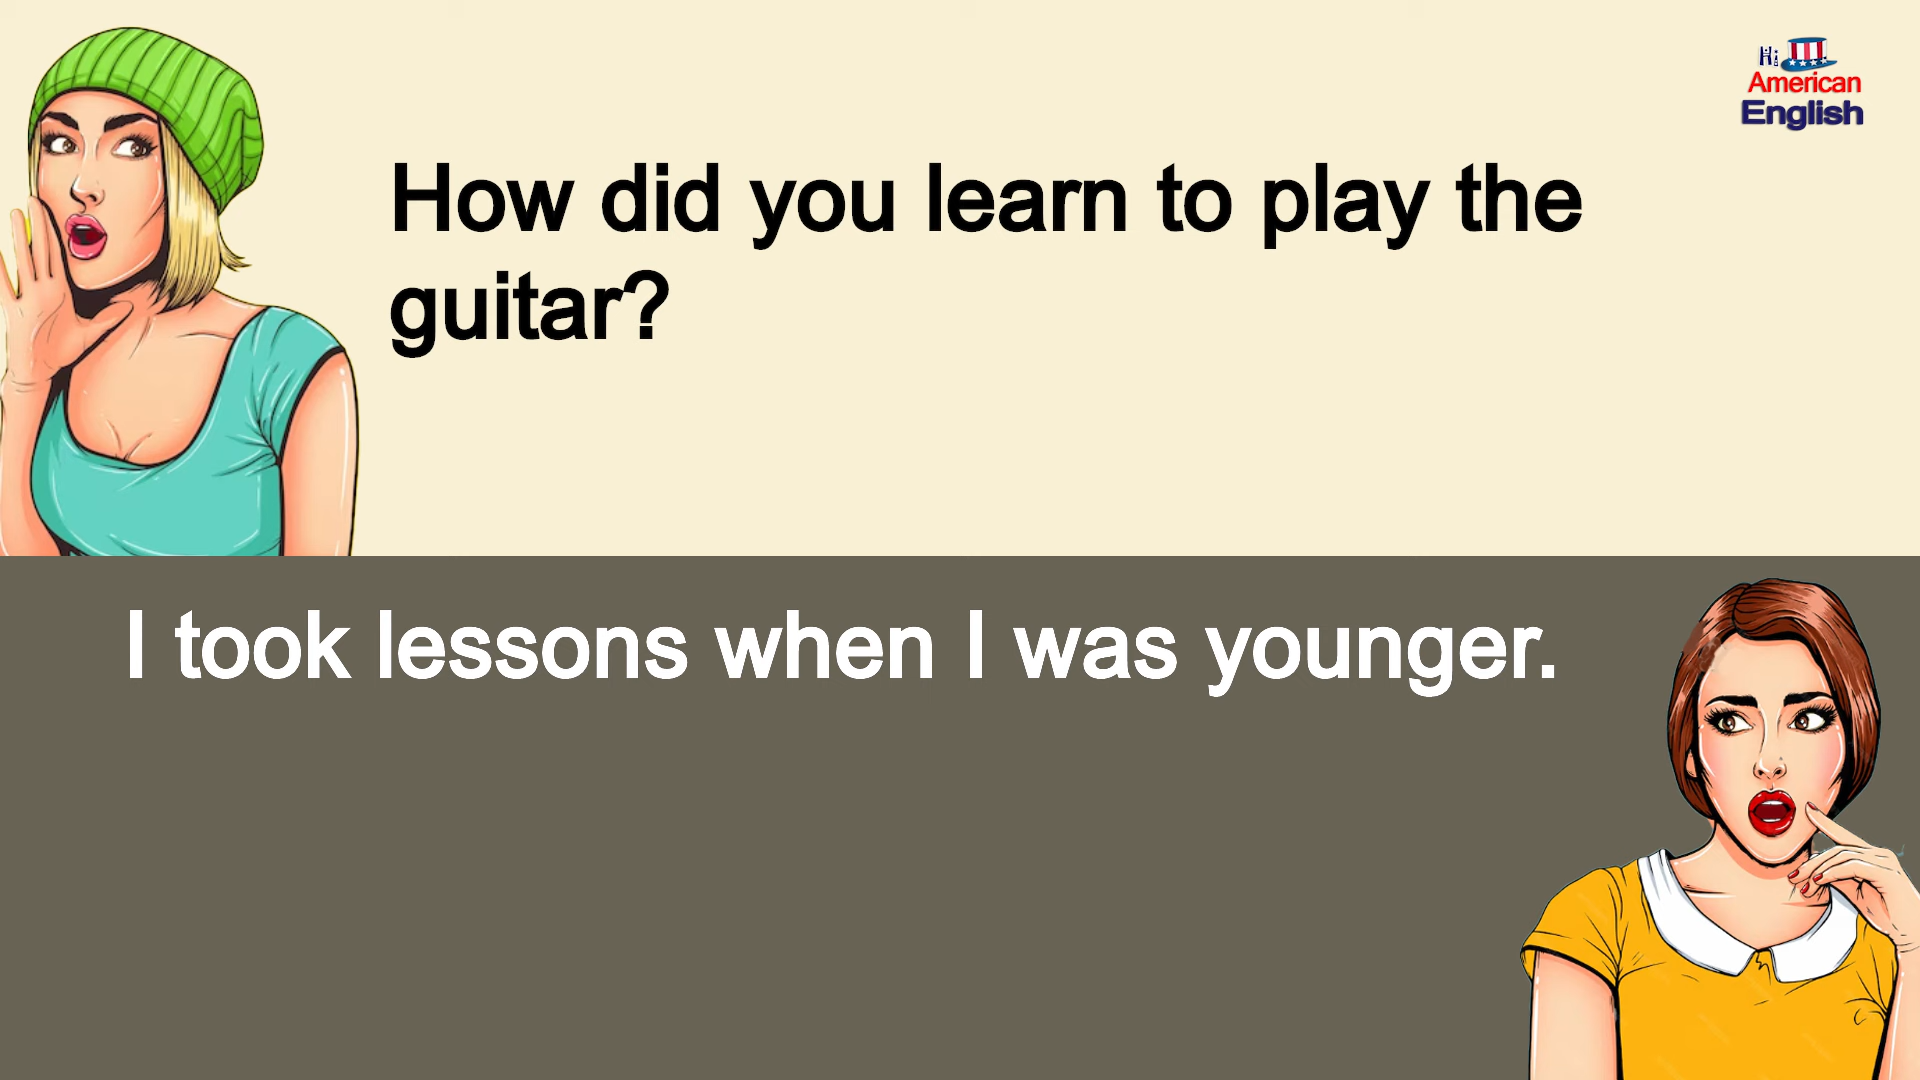 Hi
American
English
How did you learn to play the
guitar?
I took lessons when I was younger.